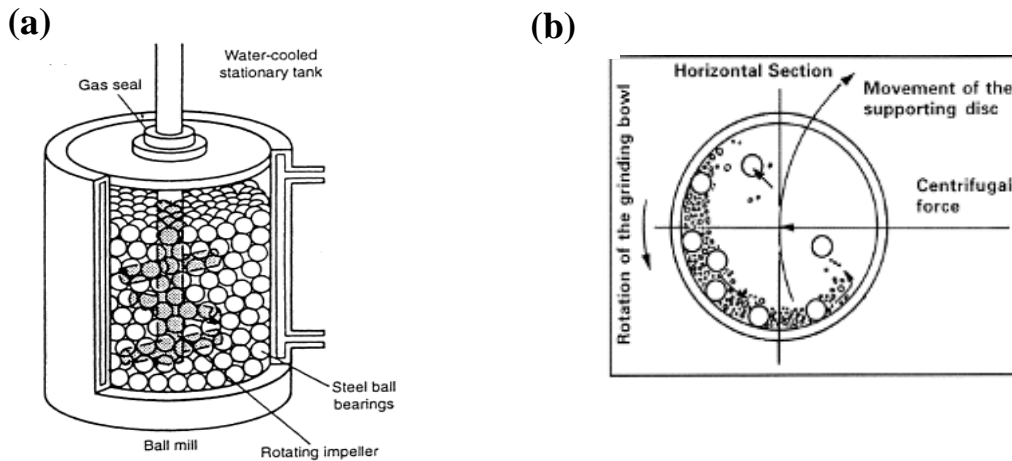 (a)
Water-cooled
stationary tank
Gas seal
Steel ball
bearings
Ball mill
Rotating impeller
(b)
Horizontal Section
Movement of the
supporting disc
Rotation of the grinding bowl
Centrifugal
force